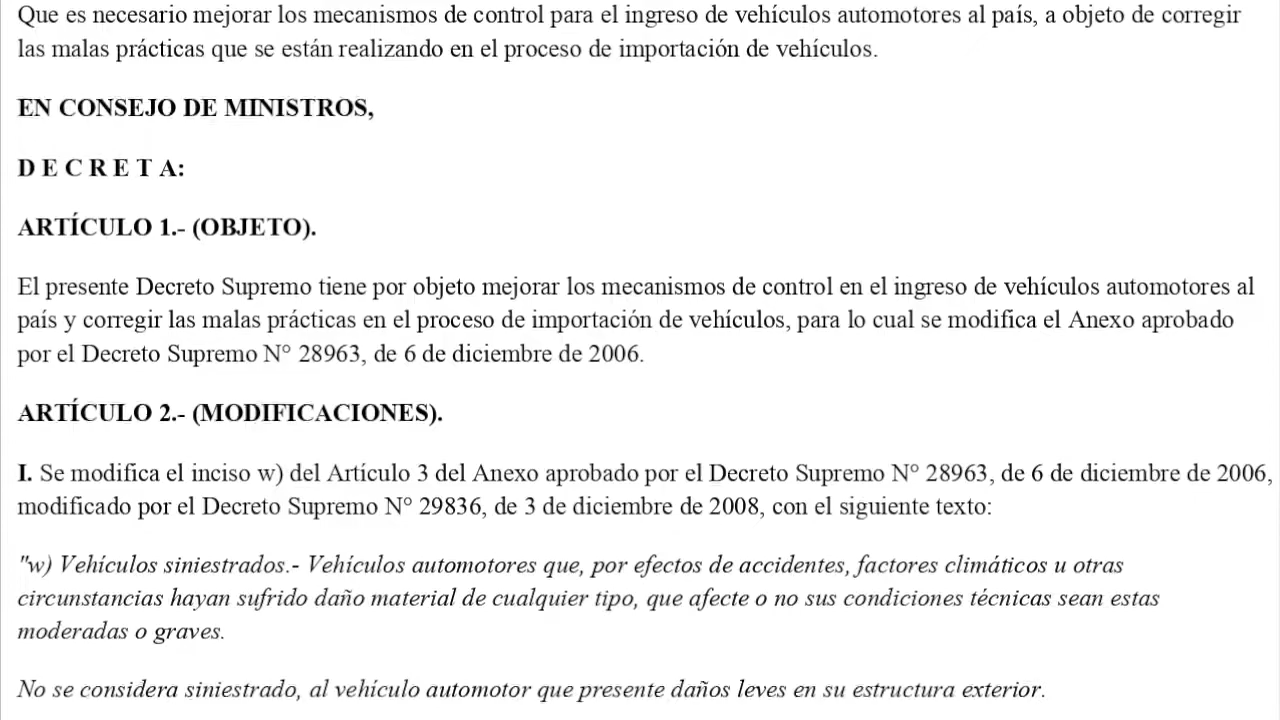 Que es necesario mejorar los mecanismos de control para el ingreso de vehículos automotores al país, a objeto de corregir
las malas prácticas que se están realizando en el proceso de importación de vehículos.
EN CONSEJO DE MINISTROS,
D E C R E T A:
ARTÍCULO 1.- (OBJETO).
El presente Decreto Supremo tiene por objeto mejorar los mecanismos de control en el ingreso de vehículos automotores al
país y corregir las malas prácticas en el proceso de importación de vehículos, para lo cual se modifica el Anexo aprobado
por el Decreto Supremo N° 28963, de 6 de diciembre de 2006.
ARTÍCULO 2.- (MODIFICACIONES).
I. Se modifica el inciso w) del Artículo 3 del Anexo aprobado por el Decreto Supremo N° 28963, de 6 de diciembre de 2006,
modificado por el Decreto Supremo N° 29836, de 3 de diciembre de 2008, con el siguiente texto:
"w) Vehículos siniestrados.- Vehículos automotores que, por efectos de accidentes, factores climáticos u otras
circunstancias hayan sufrido daño material de cualquier tipo, que afecte o no sus condiciones técnicas sean estas
moderadas o graves.
No se considera siniestrado, al vehículo automotor que presente daños leves en su estructura exterior.